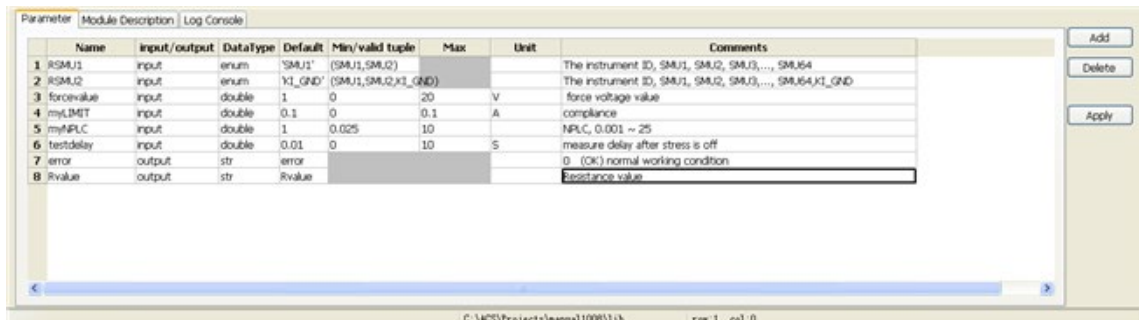 Parameter Module Description Log Console
Name input/output DataType Default Min/valid tuple Max Unit Comments
1 RSMU1 input enum 'SMU1' (SMU1,SMU2) The instrument ID, SMU1, SMU2, SMU3,..., SMU64
2 RSMU2 input enum 'KI_GND' (SMU1,SMU2,KI_GND) The instrument ID, SMU1, SMU2, SMU3,..., SMU64,KI_GND
3 forcevalue input double 1 0 20 V force voltage value
4 myLIMIT input double 0.1 0 0.1 A compliance
5 myNPLC input double 1 0.025 10 NPLC, 0.001 ~ 25
6 testdelay input double 0.01 0 10 S measure delay after stress is off
7 error output str error 0 (OK) normal working condition
8 Rvalue output str Rvalue Resistance value
Add
Delete
Apply
C:\ACS\Projects\manual1008\lib row:1 col:0